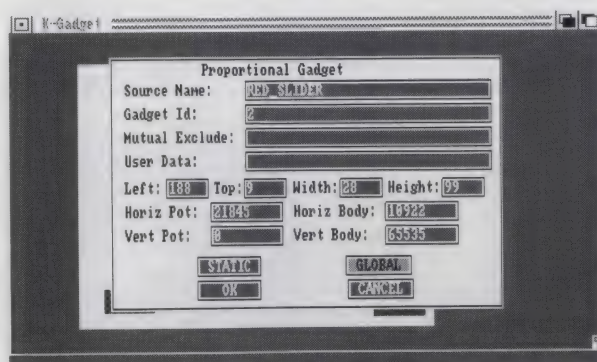 K-Gadget
Proportional Gadget
Source Name: RED_SLIDER
Gadget Id: 2
Mutual Exclude:
User Data:
Left: 188 Top: 9 Width: 28 Height: 99
Horiz Pot: 21845 Horiz Body: 10922
Vert Pot: 0 Vert Body: 65535
STATIC GLOBAL
OK CANCEL